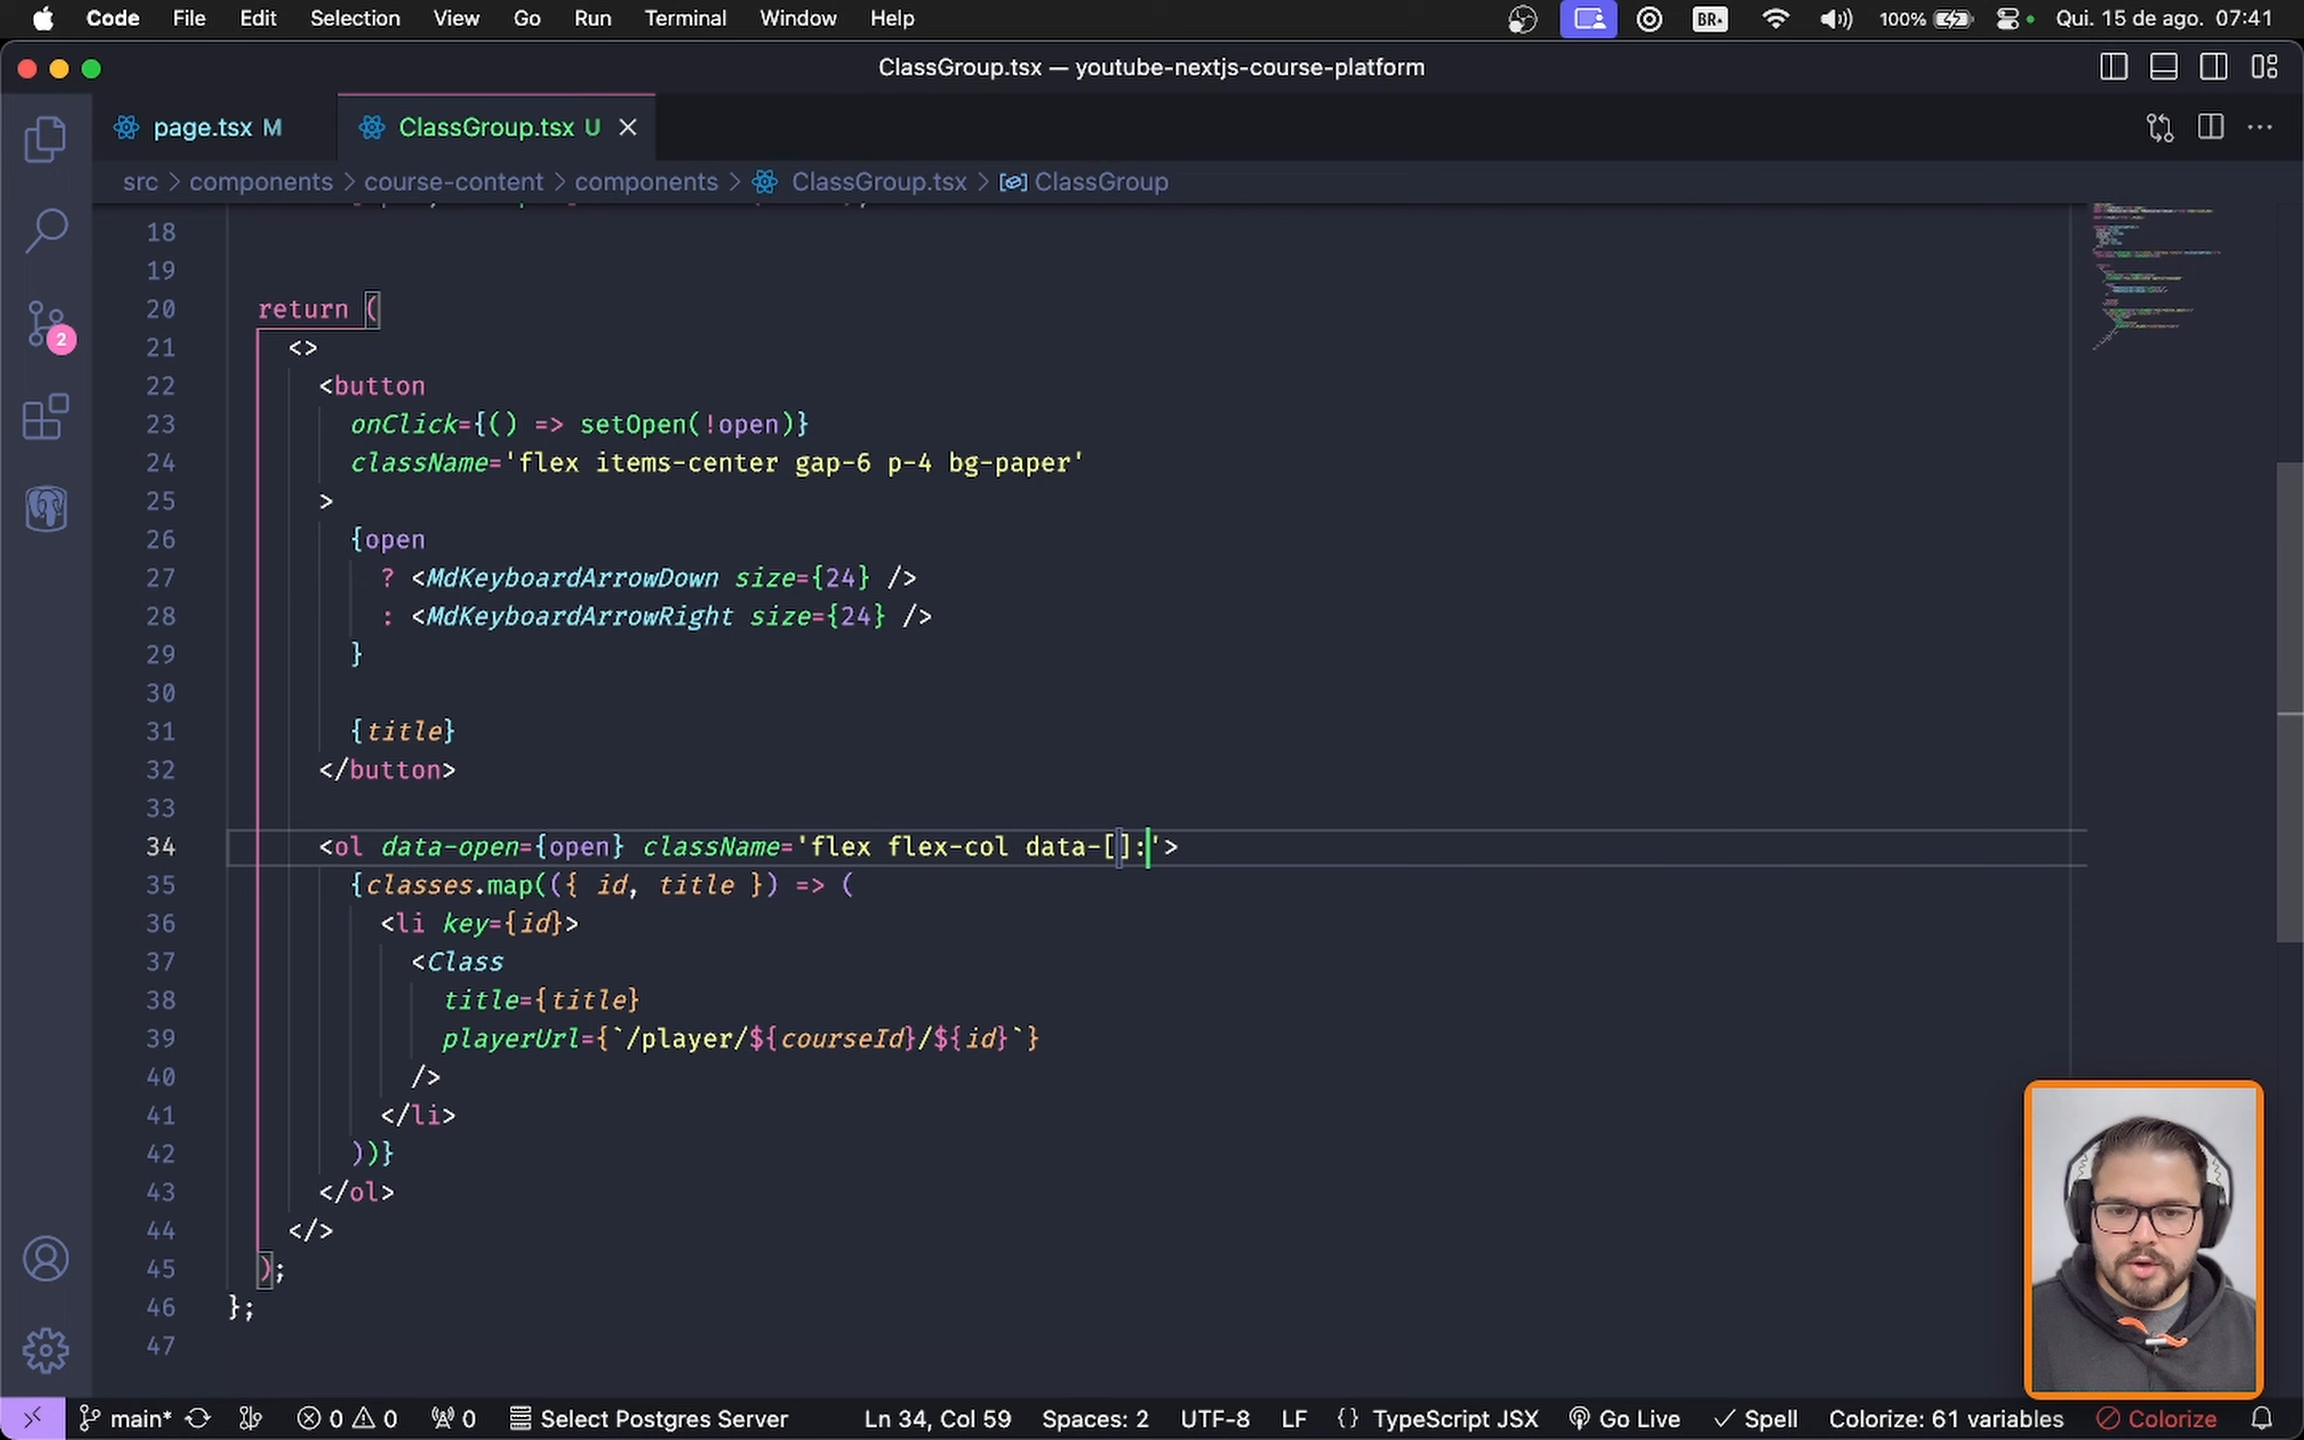 Code File Edit Selection View Go Run Terminal Window Help BR 100% Qui. 15 de ago. 07:41
ClassGroup.tsx — youtube-nextjs-course-platform
page.tsx M ClassGroup.tsx U
src > components > course-content > components > ClassGroup.tsx > ClassGroup
18
19
20 return (
21 <>
22 <button
23 onClick={() => setOpen(!open)}
24 className='flex items-center gap-6 p-4 bg-paper'
25 >
26 {open
27 ? <MdKeyboardArrowDown size={24} />
28 : <MdKeyboardArrowRight size={24} />
29 }
30
31 {title}
32 </button>
33
34 <ol data-open={open} className='flex flex-col data-[]:'>
35 {classes.map(({ id, title }) => (
36 <li key={id}>
37 <Class
38 title={title}
39 playerUrl={`/player/${courseId}/${id}`}
40 />
41 </li>
42 ))}
43 </ol>
44 </>
45 );
46 };
47
2
main* 0 0 0 Select Postgres Server Ln 34, Col 59 Spaces: 2 UTF-8 LF {} TypeScript JSX Go Live Spell Colorize: 61 variables Colorize